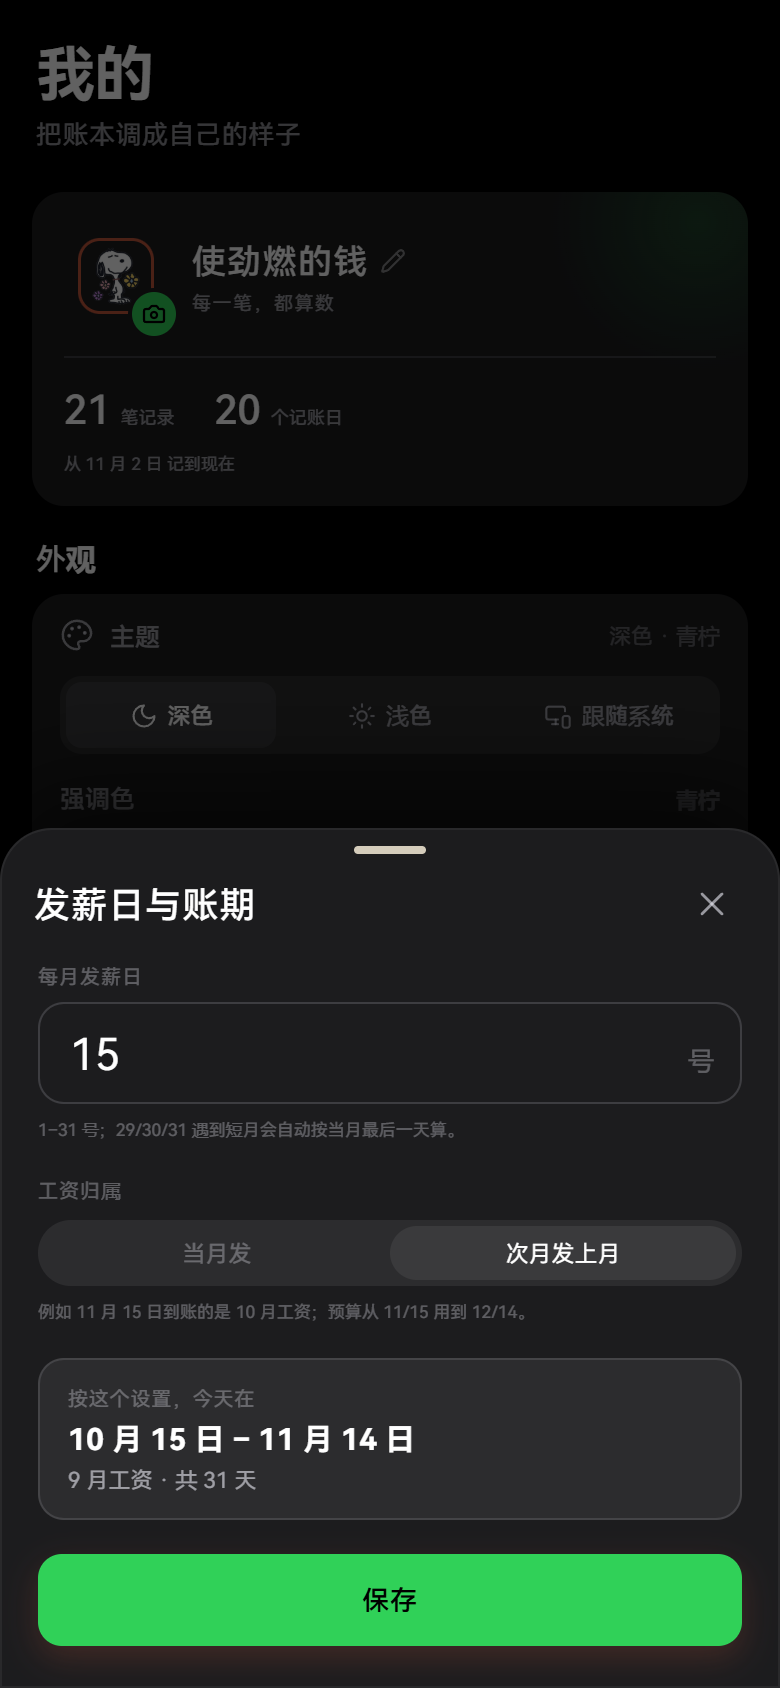 我的
把账本调成自己的样子
使劲燃的钱
每一笔，都算数
21 笔记录 20 个记账日
从 11 月 2 日 记到现在
外观
主题 深色 · 青柠
深色 浅色 跟随系统
强调色 青柠
发薪日与账期
每月发薪日
15 号
1–31 号；29/30/31 遇到短月会自动按当月最后一天算。
工资归属
当月发 次月发上月
例如 11 月 15 日到账的是 10 月工资；预算从 11/15 用到 12/14。
按这个设置，今天在
10 月 15 日 – 11 月 14 日
9 月工资 · 共 31 天
保存